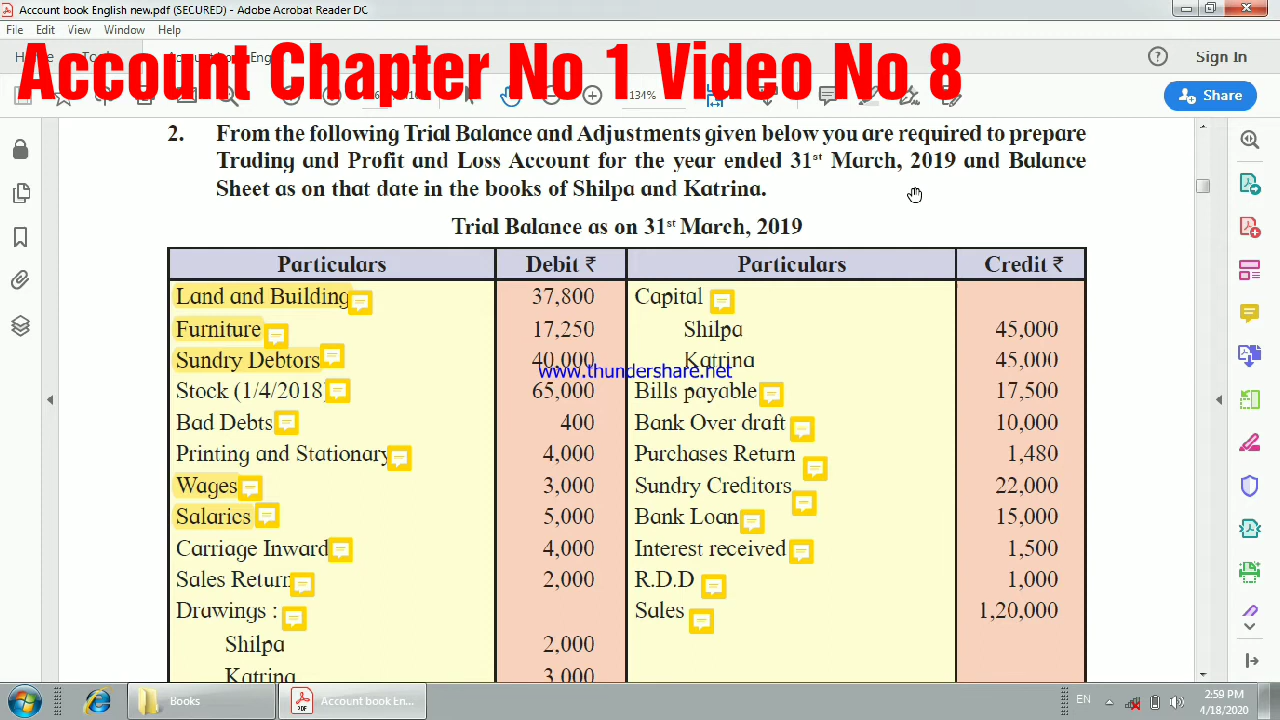 Account book English new.pdf (SECURED) - Adobe Acrobat Reader DC
File Edit View Window Help
Account Chapter No 1 Video No 8
Sign In
134%
Share
2. From the following Trial Balance and Adjustments given below you are required to prepare
Trading and Profit and Loss Account for the year ended 31st March, 2019 and Balance
Sheet as on that date in the books of Shilpa and Katrina.
Trial Balance as on 31st March, 2019
Particulars Debit ₹ Particulars Credit ₹
Land and Building 37,800 Capital
Furniture 17,250 Shilpa 45,000
Sundry Debtors 40,000 Katrina 45,000
www.thundershare.net
Stock (1/4/2018) 65,000 Bills payable 17,500
Bad Debts 400 Bank Over draft 10,000
Printing and Stationary 4,000 Purchases Return 1,480
Wages 3,000 Sundry Creditors 22,000
Salaries 5,000 Bank Loan 15,000
Carriage Inward 4,000 Interest received 1,500
Sales Return 2,000 R.D.D 1,000
Drawings : Sales 1,20,000
Shilpa 2,000
Katrina 3,000
Books
Account book En...
EN
2:59 PM
4/18/2020